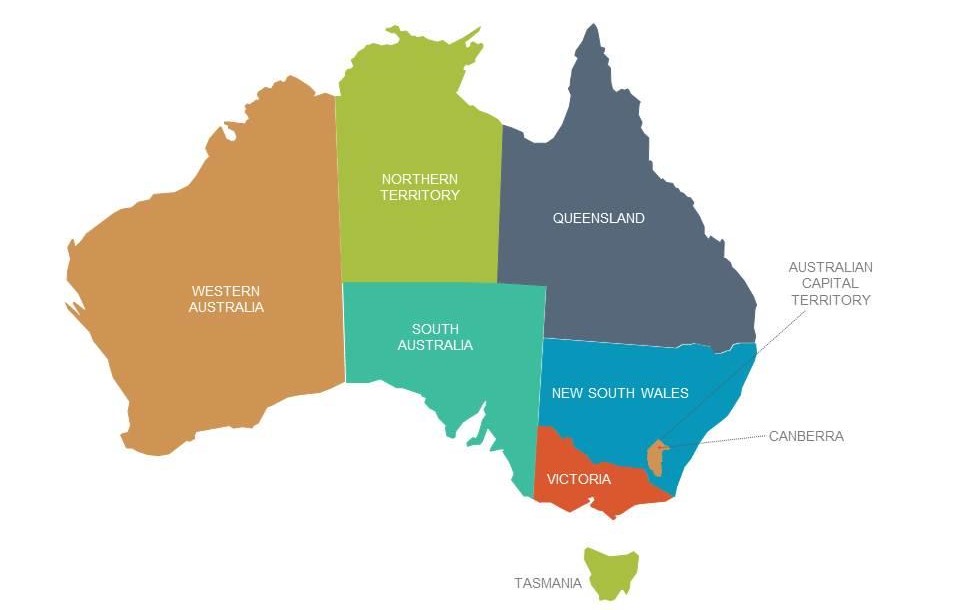 NORTHERN
TERRITORY
QUEENSLAND
AUSTRALIAN
CAPITAL
TERRITORY
WESTERN
AUSTRALIA
SOUTH
AUSTRALIA
NEW SOUTH WALES
CANBERRA
VICTORIA
TASMANIA